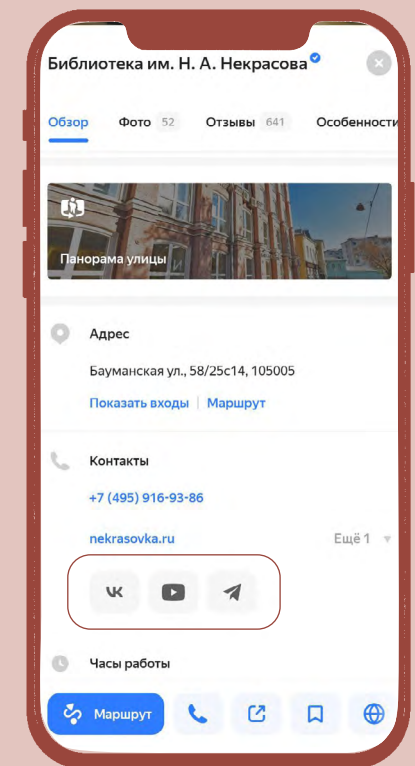 Библиотека им. Н. А. Некрасова
Обзор Фото 52 Отзывы 641 Особенности
Панорама улицы
Адрес
Бауманская ул., 58/25с14, 105005
Показать входы Маршрут
Контакты
+7 (495) 916-93-86
nekrasovka.ru Ещё 1
Часы работы
Маршрут